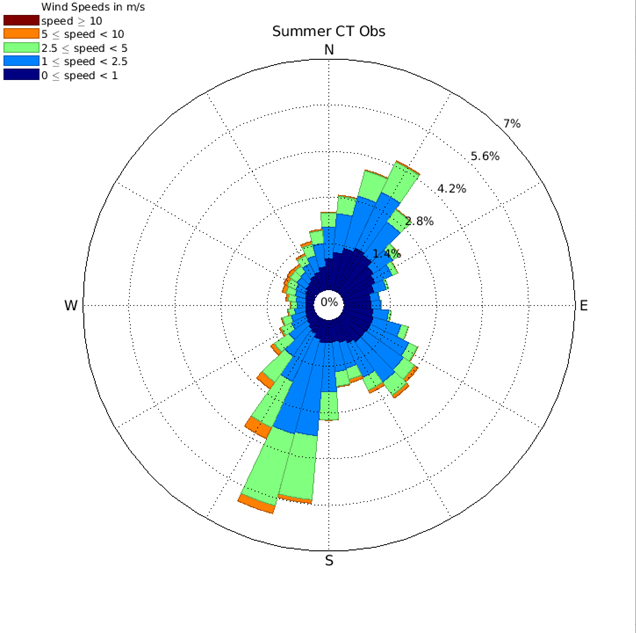 Wind Speeds in m/s
speed ≥ 10
5 ≤ speed < 10
2.5 ≤ speed < 5
1 ≤ speed < 2.5
0 ≤ speed < 1
Summer CT Obs
N
7%
5.6%
4.2%
2.8%
1.4%
W
0%
E
S